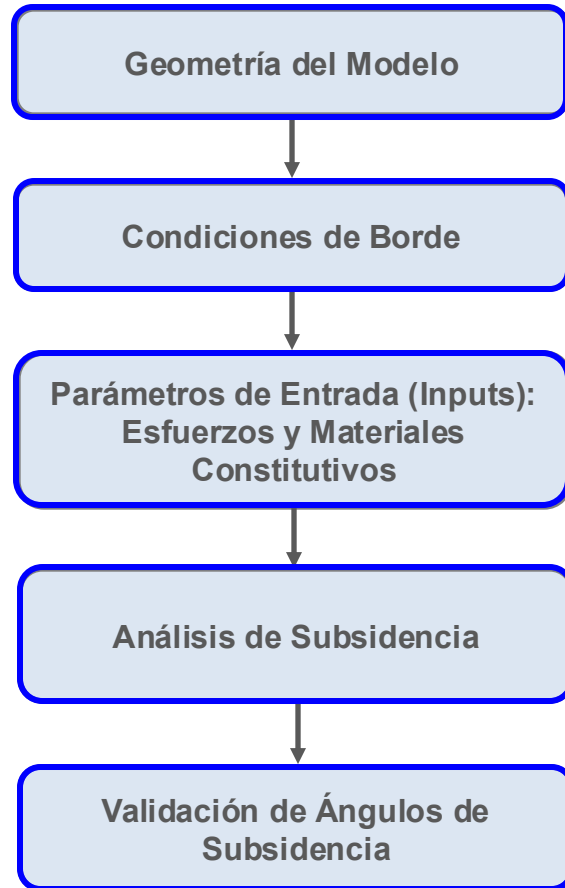 Geometría del Modelo
Condiciones de Borde
Parámetros de Entrada (Inputs):
Esfuerzos y Materiales
Constitutivos
Análisis de Subsidencia
Validación de Ángulos de
Subsidencia